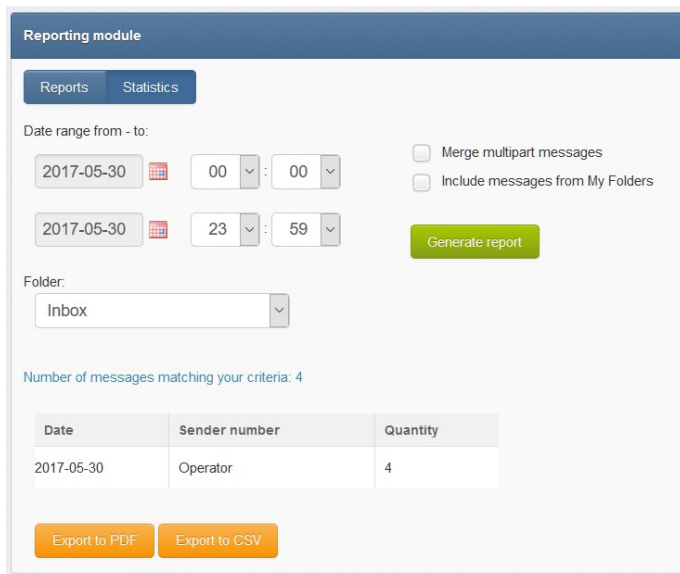 Reporting module
Reports Statistics
Date range from - to:
2017-05-30 00 : 00
Merge multipart messages
Include messages from My Folders
2017-05-30 23 : 59
Generate report
Folder:
Inbox
Number of messages matching your criteria: 4
Date Sender number Quantity
2017-05-30 Operator 4
Export to PDF Export to CSV